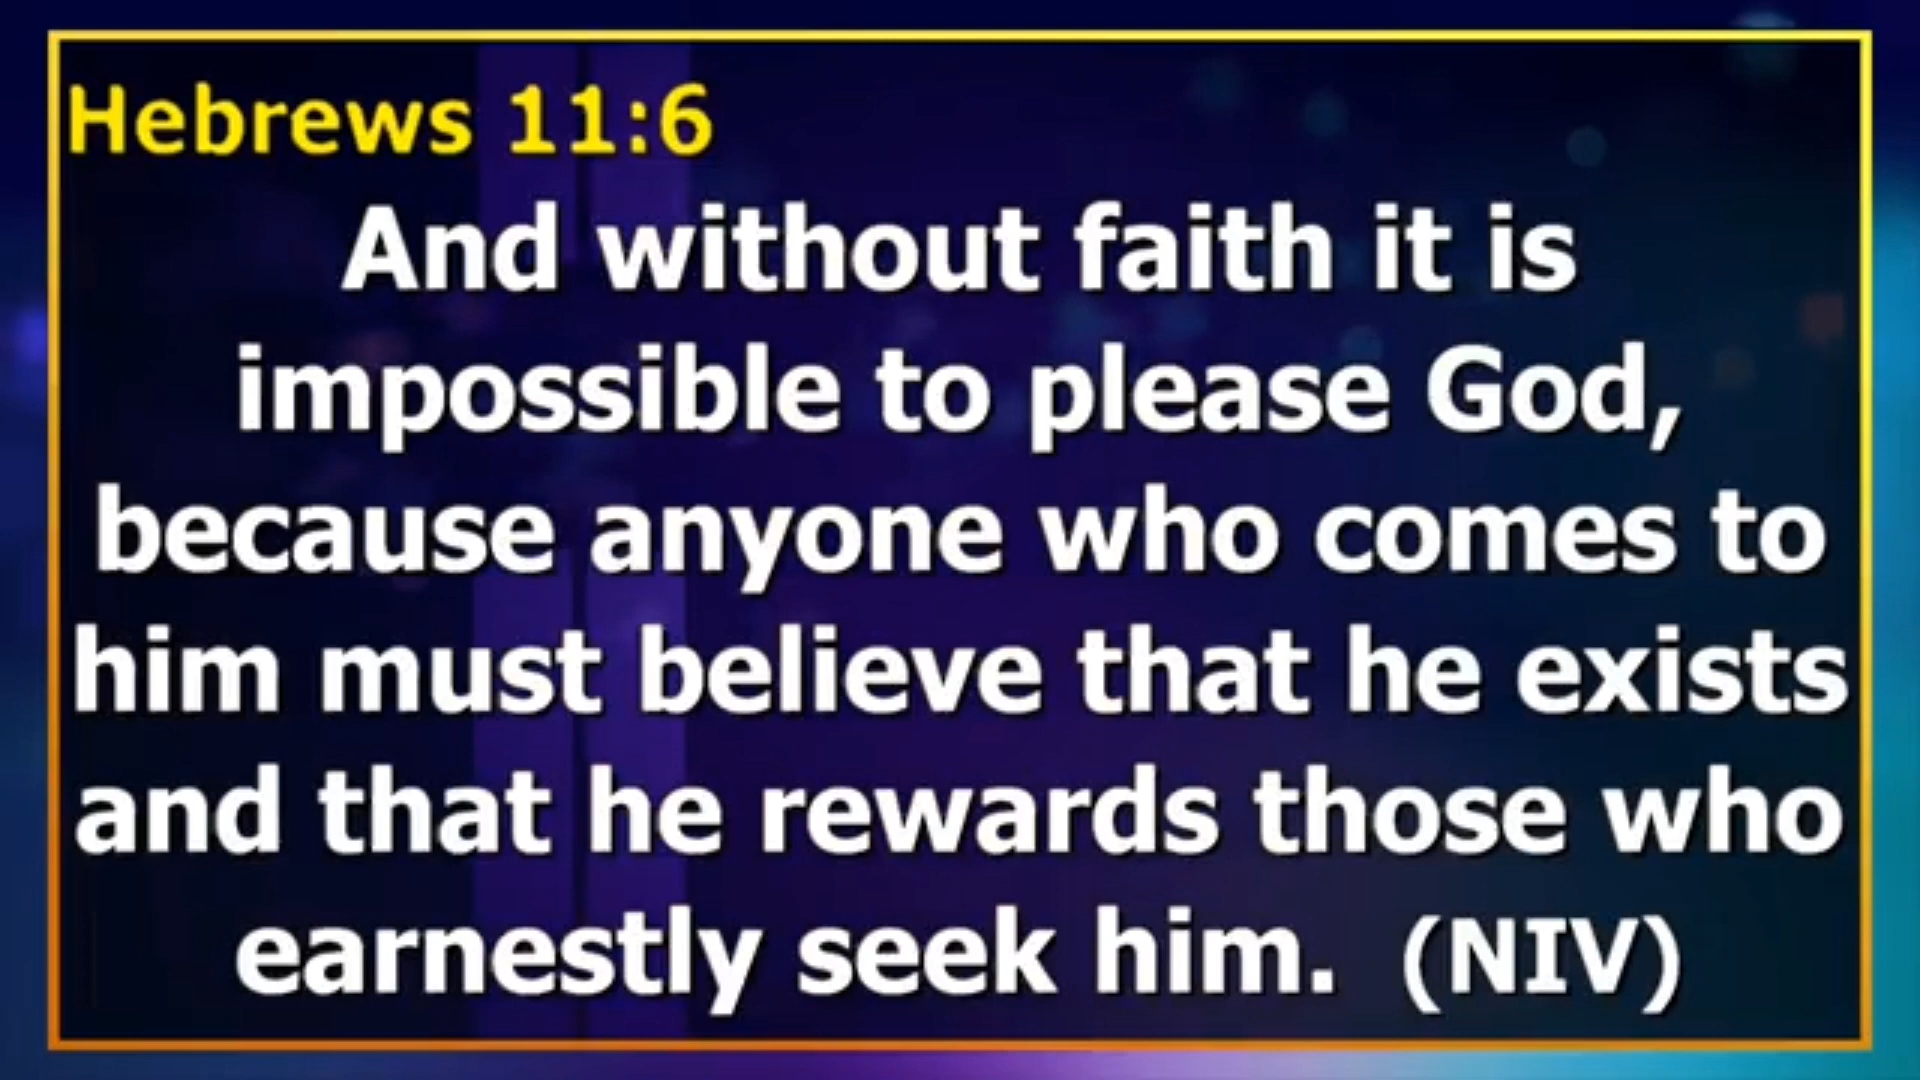 Hebrews 11:6
And without faith it is
impossible to please God,
because anyone who comes to
him must believe that he exists
and that he rewards those who
earnestly seek him. (NIV)